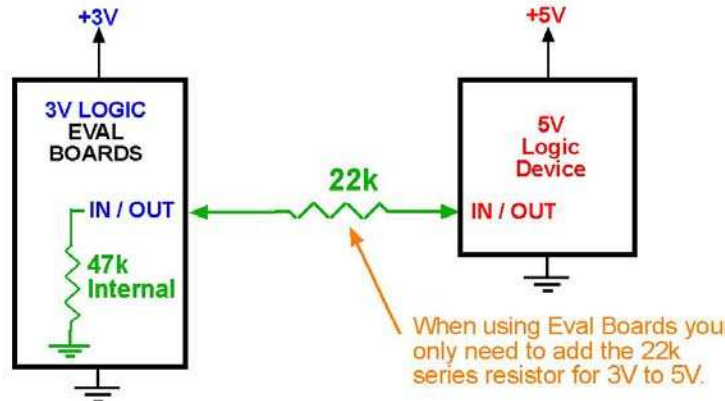 +3V
+5V
3V LOGIC
EVAL
BOARDS
5V
Logic
Device
22k
IN / OUT
IN / OUT
47k
Internal
When using Eval Boards you
only need to add the 22k
series resistor for 3V to 5V.